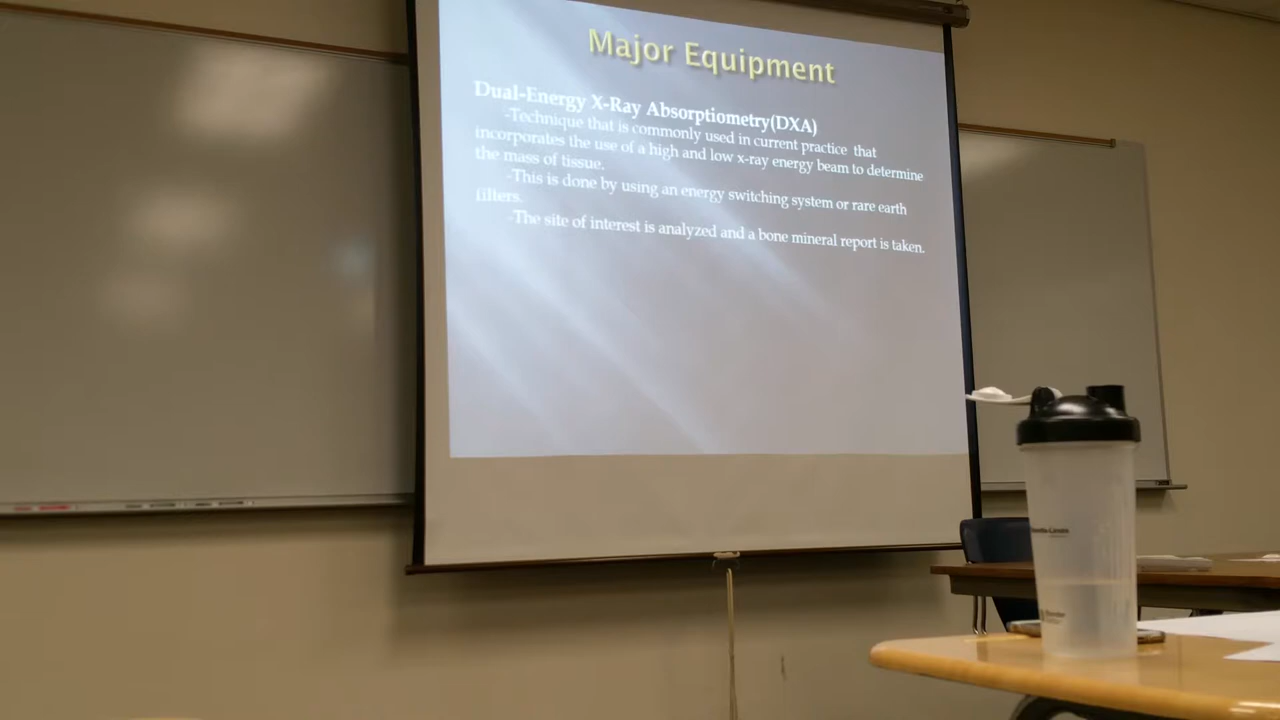 Major Equipment
Dual-Energy X-Ray Absorptiometry(DXA)
-Technique that is commonly used in current practice that
incorporates the use of a high and low x-ray energy beam to determine
the mass of tissue.
-This is done by using an energy switching system or rare earth
filters.
-The site of interest is analyzed and a bone mineral report is taken.